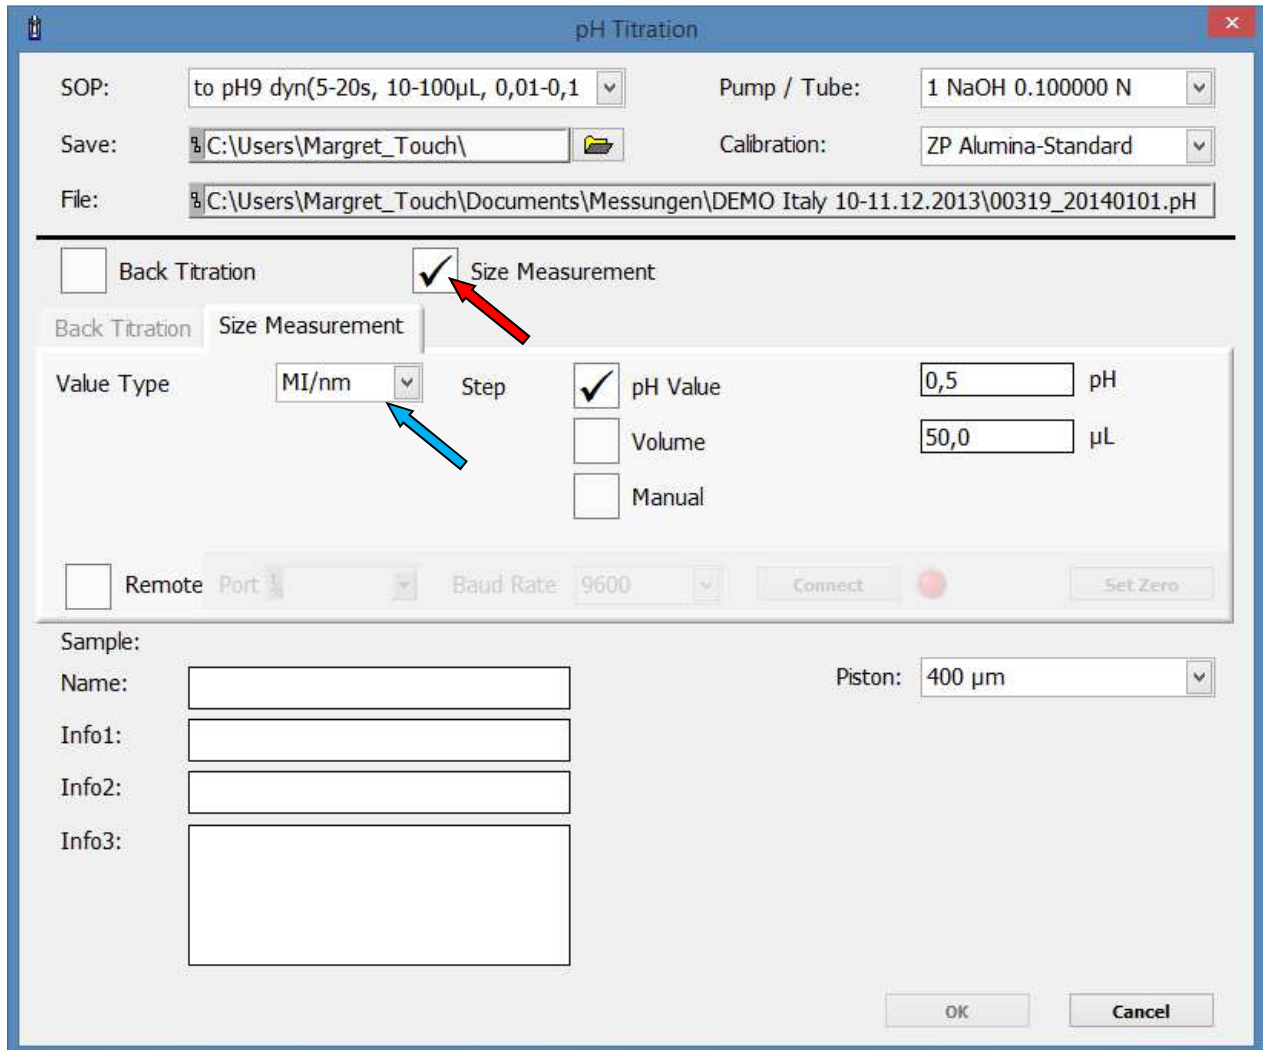 pH Titration
SOP: to pH9 dyn(5-20s, 10-100µL, 0,01-0,1 Pump / Tube: 1 NaOH 0.100000 N
Save: C:\Users\Margret_Touch\ Calibration: ZP Alumina-Standard
File: C:\Users\Margret_Touch\Documents\Messungen\DEMO Italy 10-11.12.2013\00319_20140101.pH
Back Titration Size Measurement
Back Titration Size Measurement
Value Type MI/nm Step pH Value 0,5 pH
Volume 50,0 µL
Manual
Remote Port Baud Rate 9600 Connect Set Zero
Sample:
Name: Piston: 400 µm
Info1:
Info2:
Info3:
OK Cancel